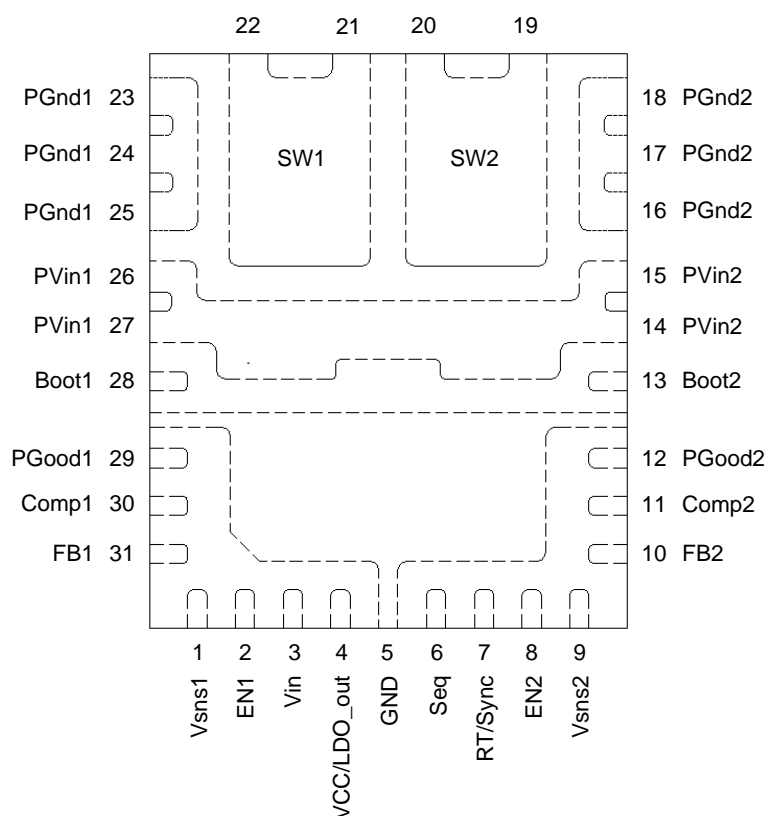 22 21 20 19
PGnd1 23
18 PGnd2
PGnd1 24
SW1
SW2
17 PGnd2
PGnd1 25
16 PGnd2
PVin1 26
15 PVin2
PVin1 27
14 PVin2
Boot1 28
13 Boot2
PGood1 29
12 PGood2
Comp1 30
11 Comp2
FB1 31
10 FB2
1 2 3 4 5 6 7 8 9
Vsns1
EN1
Vin
VCC/LDO_out
GND
Seq
RT/Sync
EN2
Vsns2